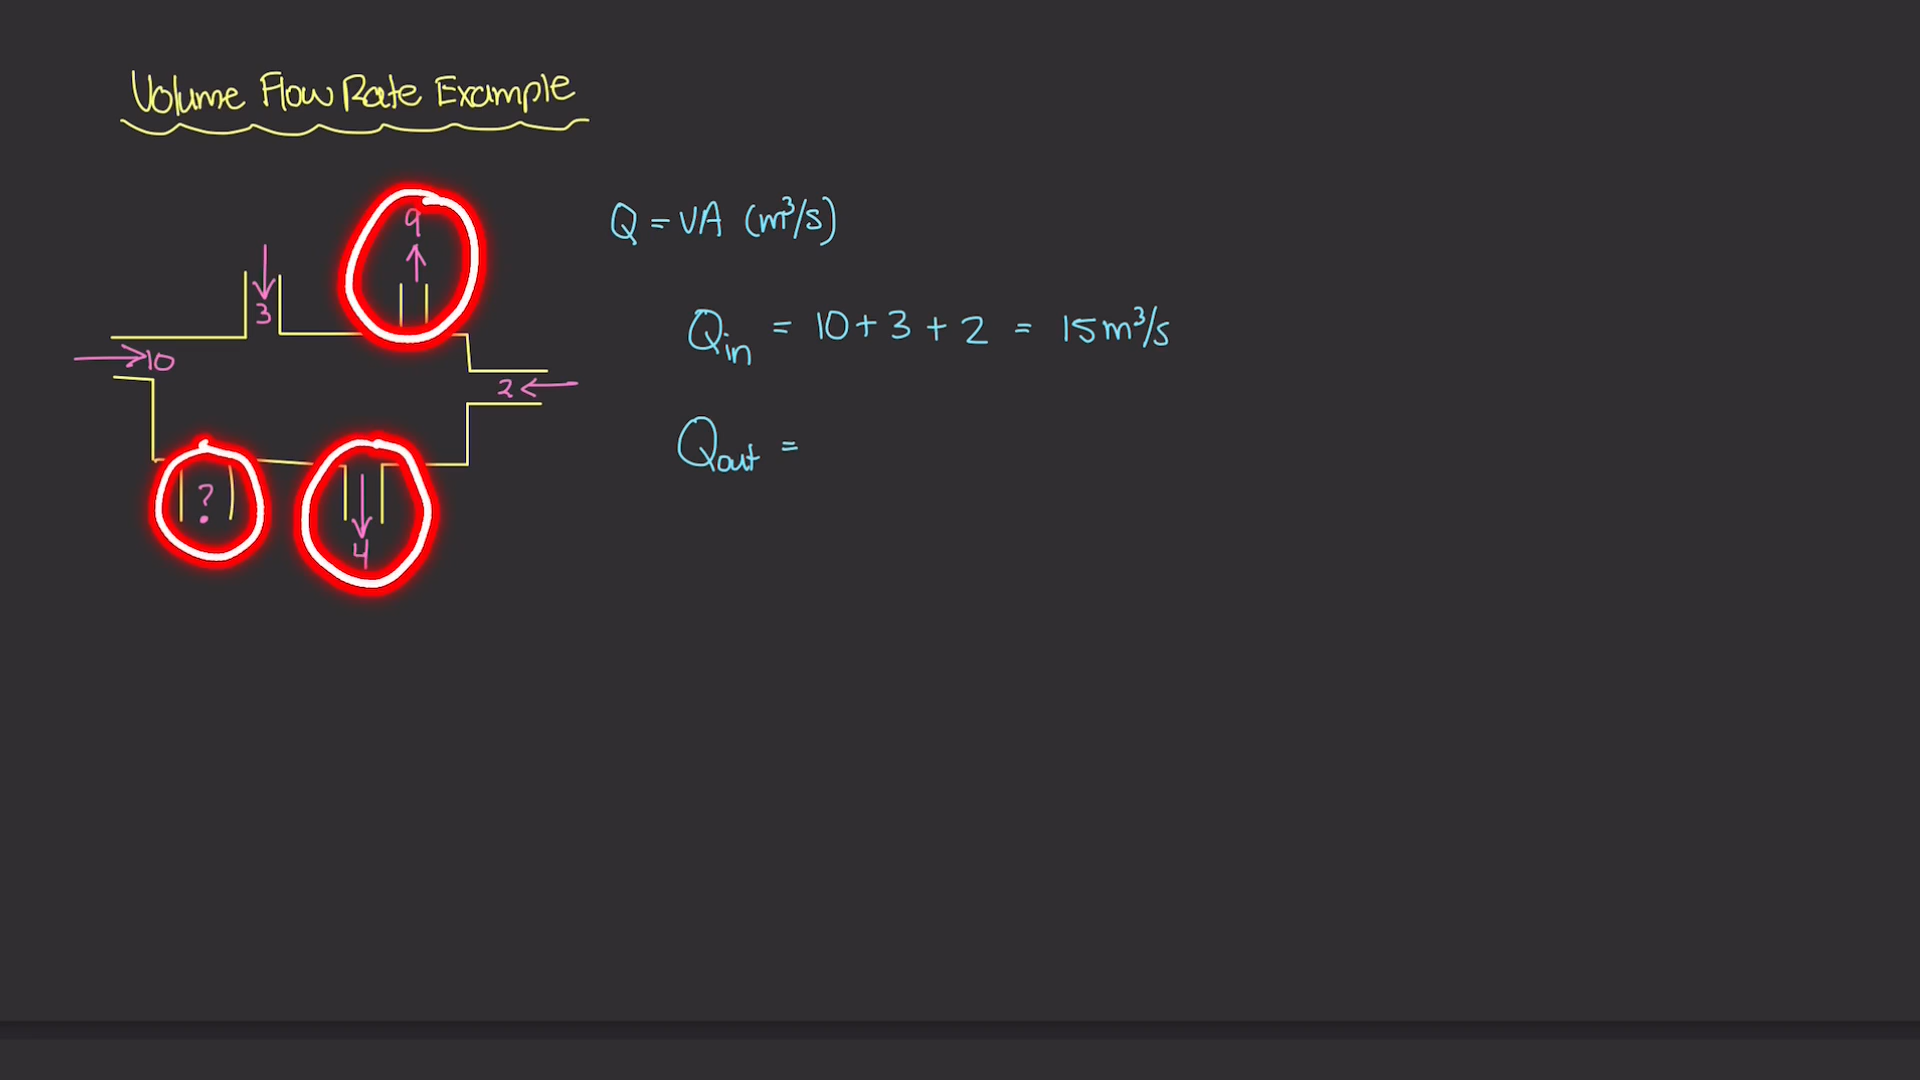 Volume Flow Rate Example
9
3
10
2
?
4
Q = VA (m³/s)
Qin = 10 + 3 + 2 = 15 m³/s
Qout =